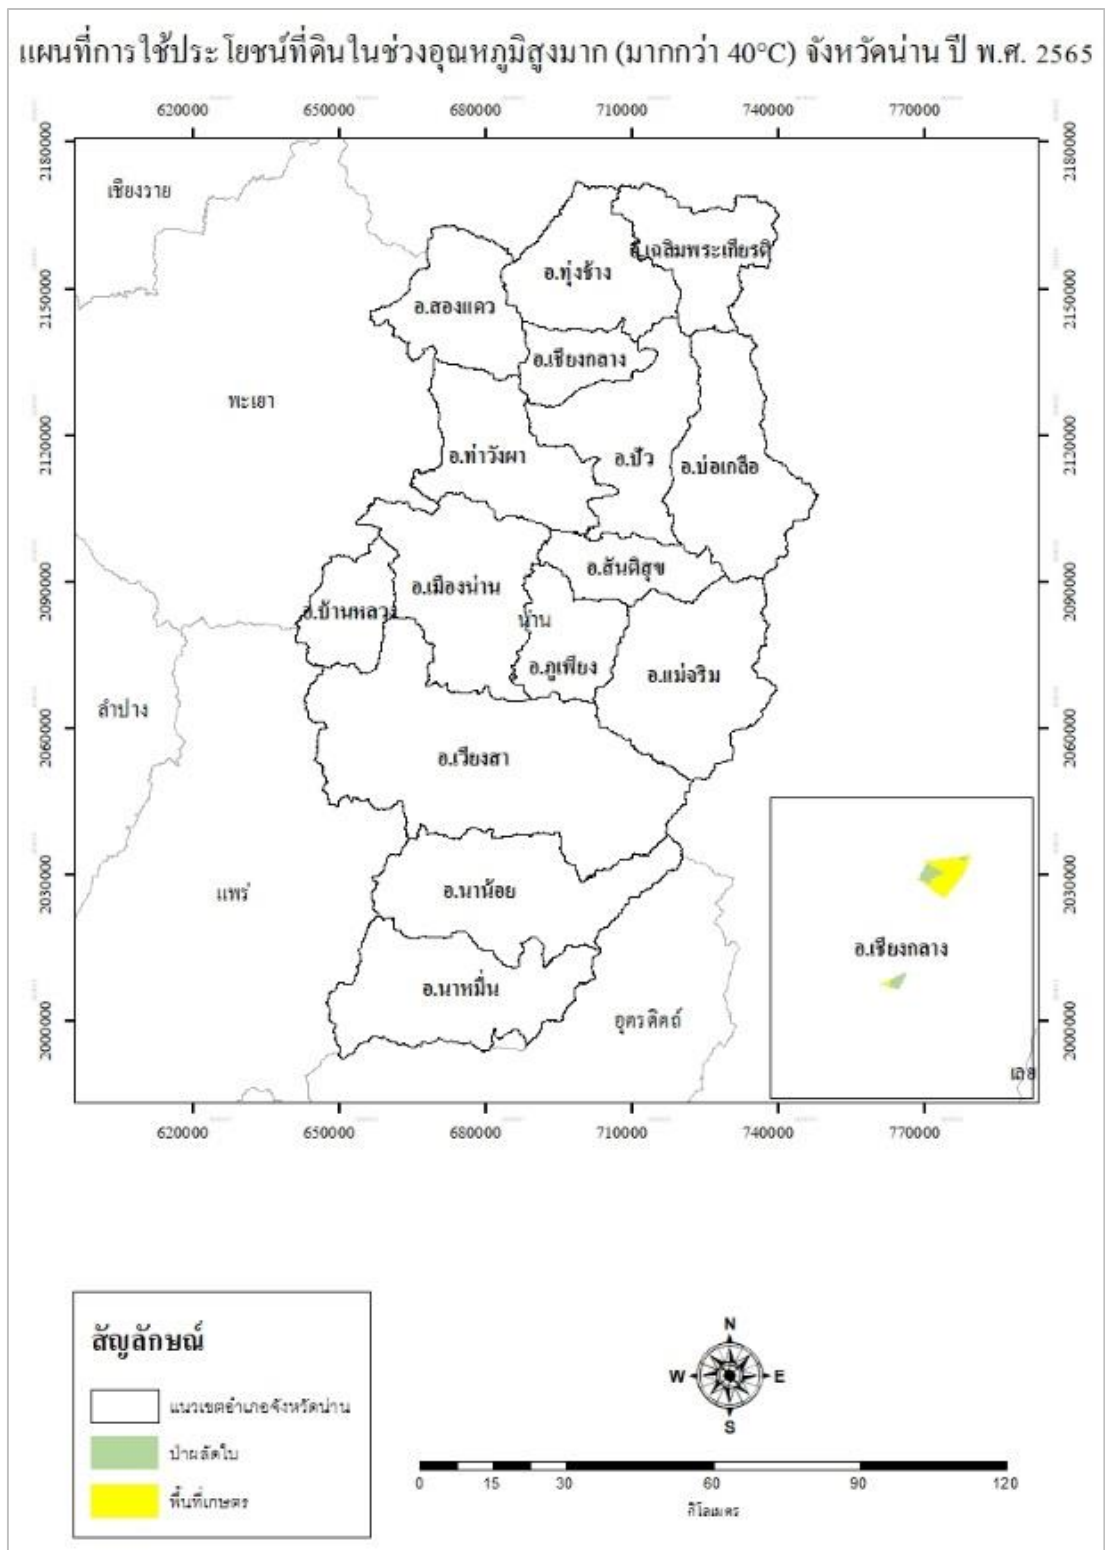 แผนที่การใช้ประโยชน์ที่ดินในช่วงอุณหภูมิสูงมาก (มากกว่า 40°C) จังหวัดน่าน ปี พ.ศ. 2565
620000 650000 680000 710000 740000 770000
2180000 2180000
เชียงราย
อ.เฉลิมพระเกียรติ
อ.ทุ่งช้าง
2150000 2150000
อ.สองแคว
อ.เชียงกลาง
พะเยา
2120000 2120000
อ.ท่าวังผา อ.ปัว อ.บ่อเกลือ
อ.สันติสุข
2090000 2090000
อ.เมืองน่าน
อ.บ้านหลวง น่าน
อ.ภูเพียง อ.แม่จริม
ลำปาง
2060000 2060000
อ.เวียงสา
2030000 2030000
แพร่ อ.นาน้อย
อ.เชียงกลาง
อ.นาหมื่น
2000000 2000000
อุตรดิตถ์
เลย
620000 650000 680000 710000 740000 770000
สัญลักษณ์
แนวเขตอำเภอจังหวัดน่าน
ป่าผลัดใบ
พื้นที่เกษตร
N
W E
S
0 15 30 60 90 120
กิโลเมตร